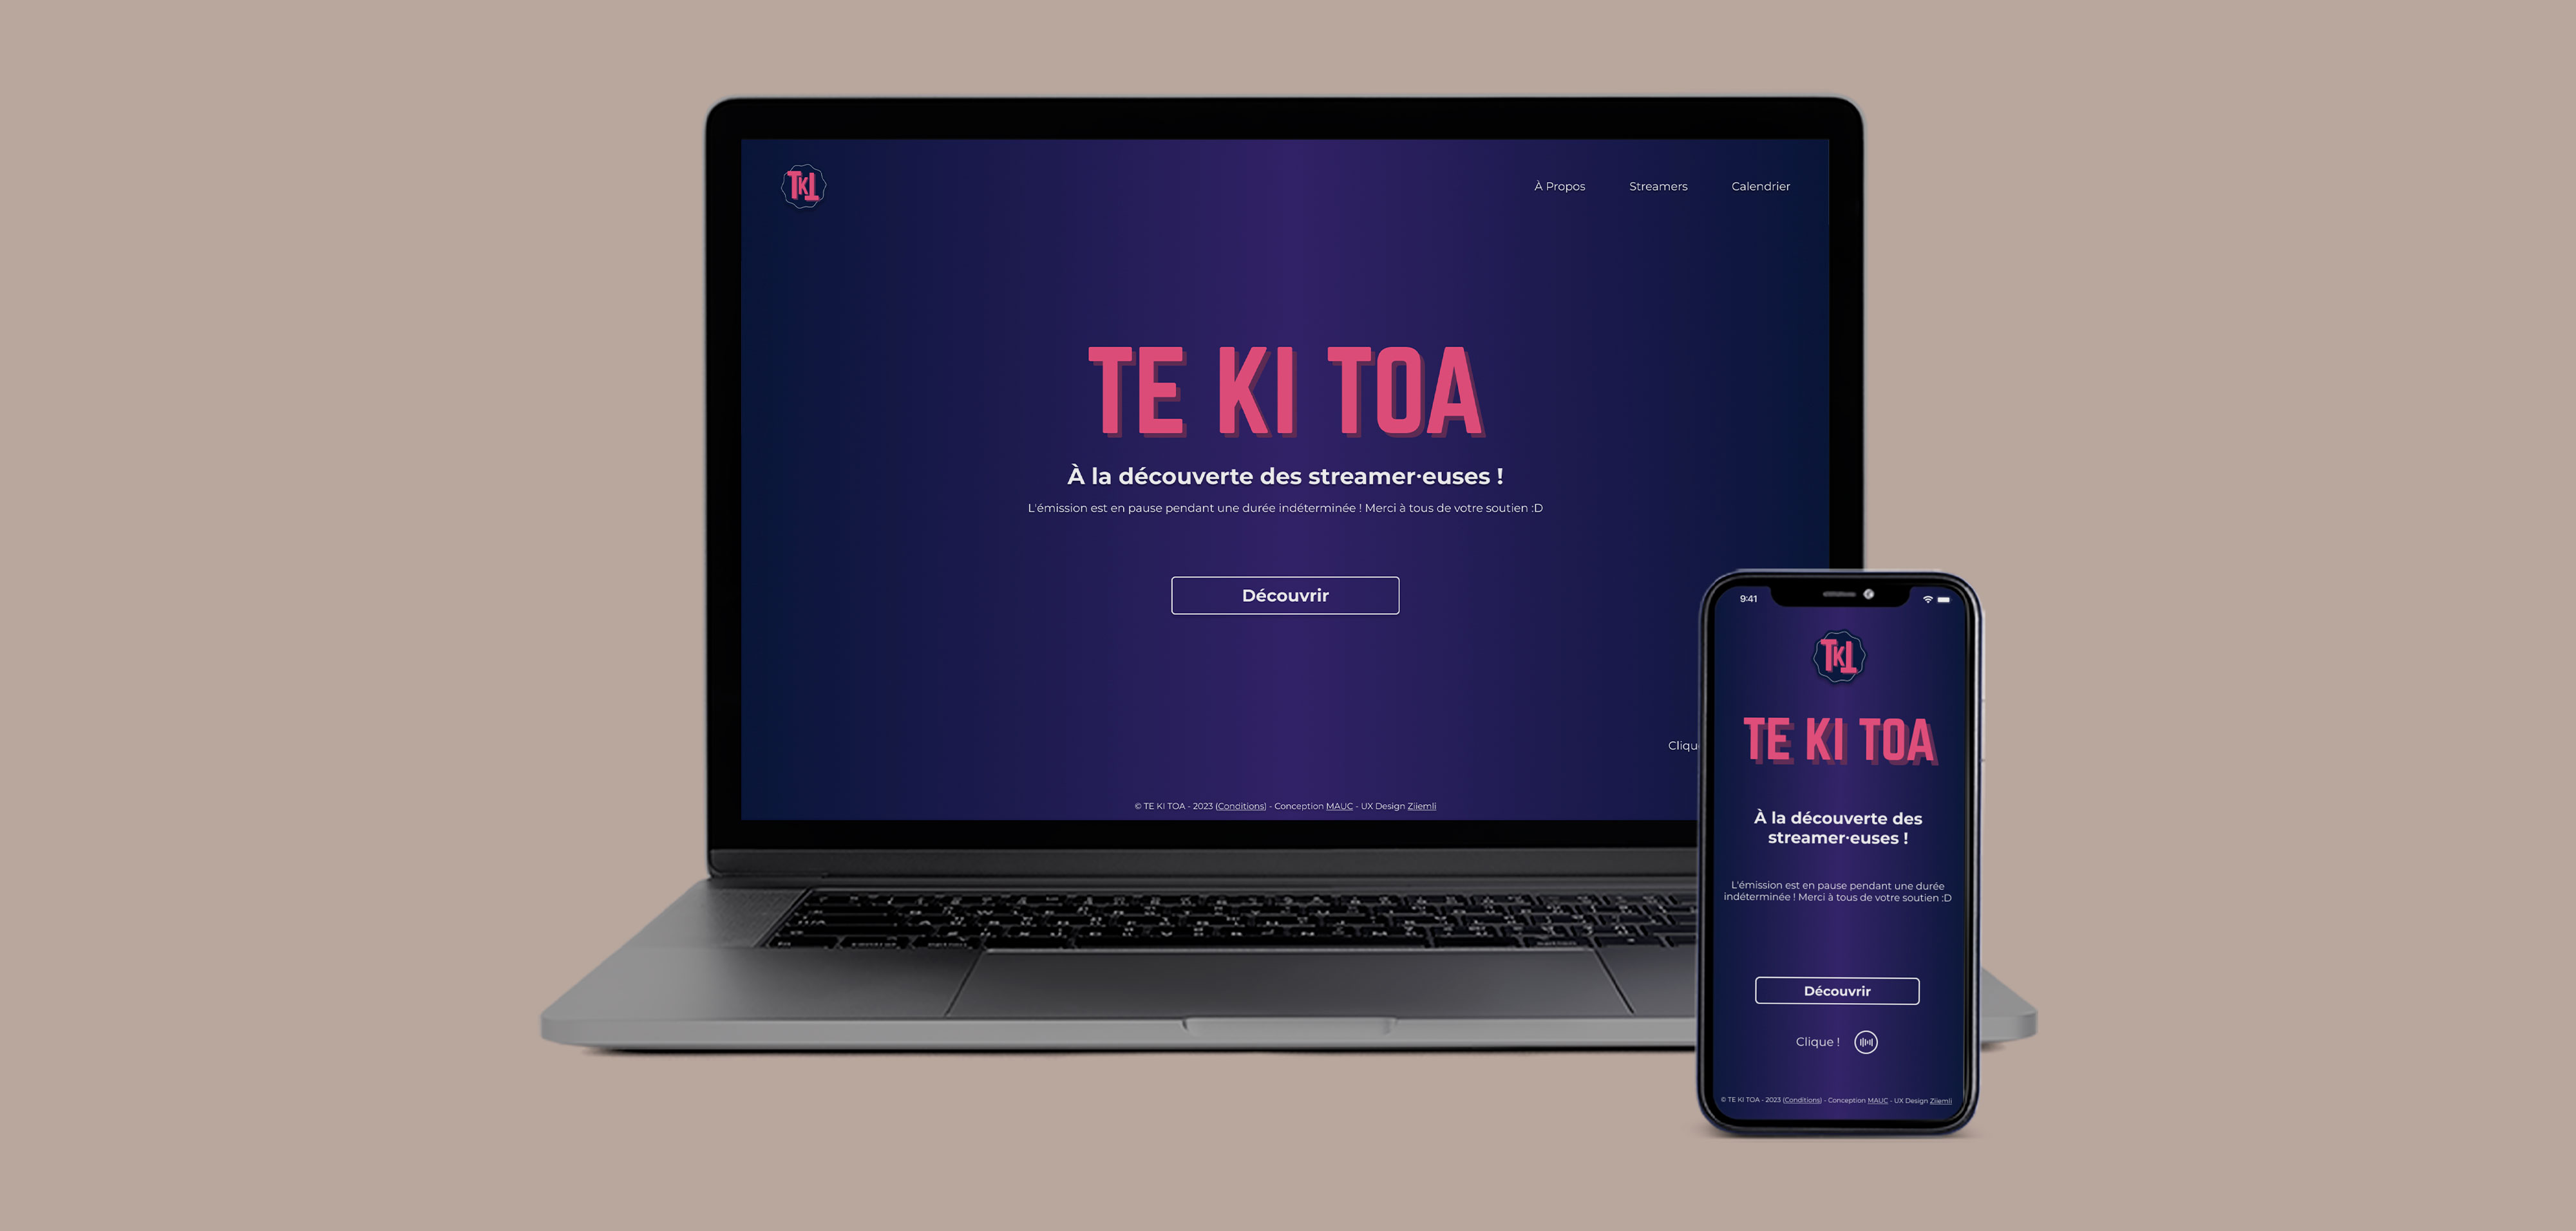 TKT
À Propos Streamers Calendrier
TE KI TOA
À la découverte des streamer·euses !
L'émission est en pause pendant une durée indéterminée ! Merci à tous de votre soutien :D
Découvrir
Cliqu
© TE KI TOA - 2023 (Conditions) - Conception MAUC - UX Design Ziiemli
9:41
TKT
TE KI TOA
À la découverte des
streamer·euses !
L'émission est en pause pendant une durée
indéterminée ! Merci à tous de votre soutien :D
Découvrir
Clique !
© TE KI TOA - 2023 (Conditions) - Conception MAUC - UX Design Ziiemli